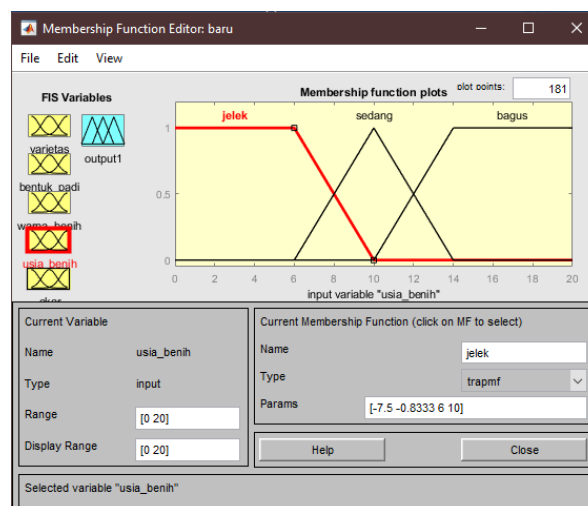 Membership Function Editor: baru
File Edit View
FIS Variables
varietas
output1
bentuk_padi
warna_benih
usia_benih
Membership function plots
plot points: 181
jelek sedang bagus
1
0.5
0
0 2 4 6 8 10 12 14 16 18 20
input variable "usia_benih"
Current Variable
Name usia_benih
Type input
Range [0 20]
Display Range [0 20]
Current Membership Function (click on MF to select)
Name jelek
Type trapmf
Params [-7.5 -0.8333 6 10]
Help Close
Selected variable "usia_benih"